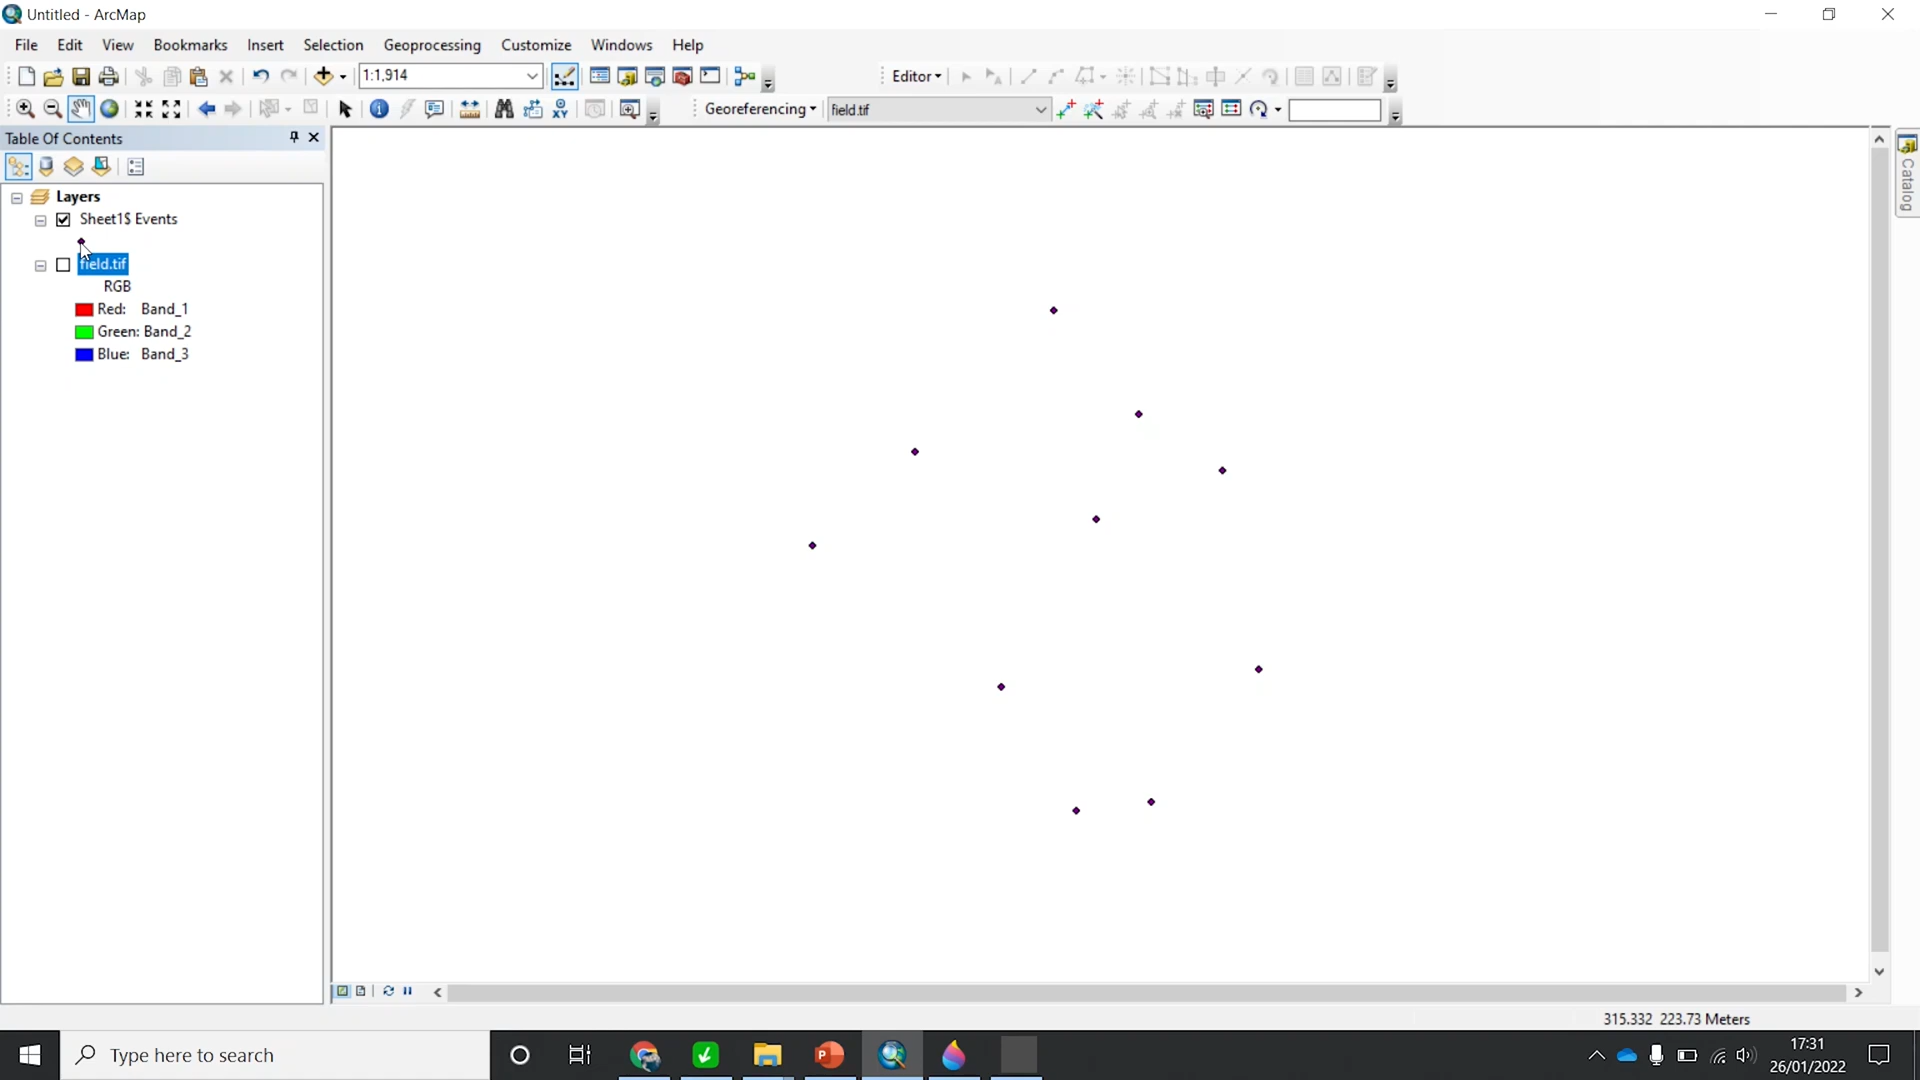 Untitled - ArcMap
File Edit View Bookmarks Insert Selection Geoprocessing Customize Windows Help
1:1,914
Editor
Georeferencing
field.tif
Table Of Contents
Layers
Sheet1$ Events
field.tif
RGB
Red: Band_1
Green: Band_2
Blue: Band_3
Catalog
315.332 223.73 Meters
Type here to search
17:31
26/01/2022